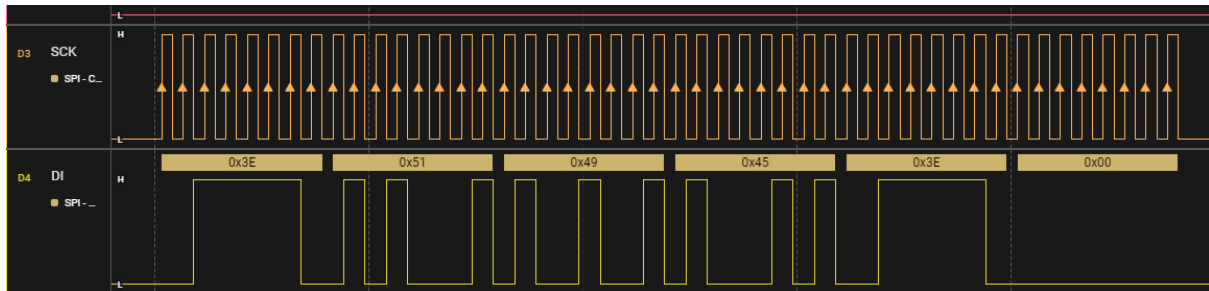 L
H
D3 SCK
SPI - C...
L
0x3E 0x51 0x49 0x45 0x3E 0x00
D4 DI H
SPI - ...
L